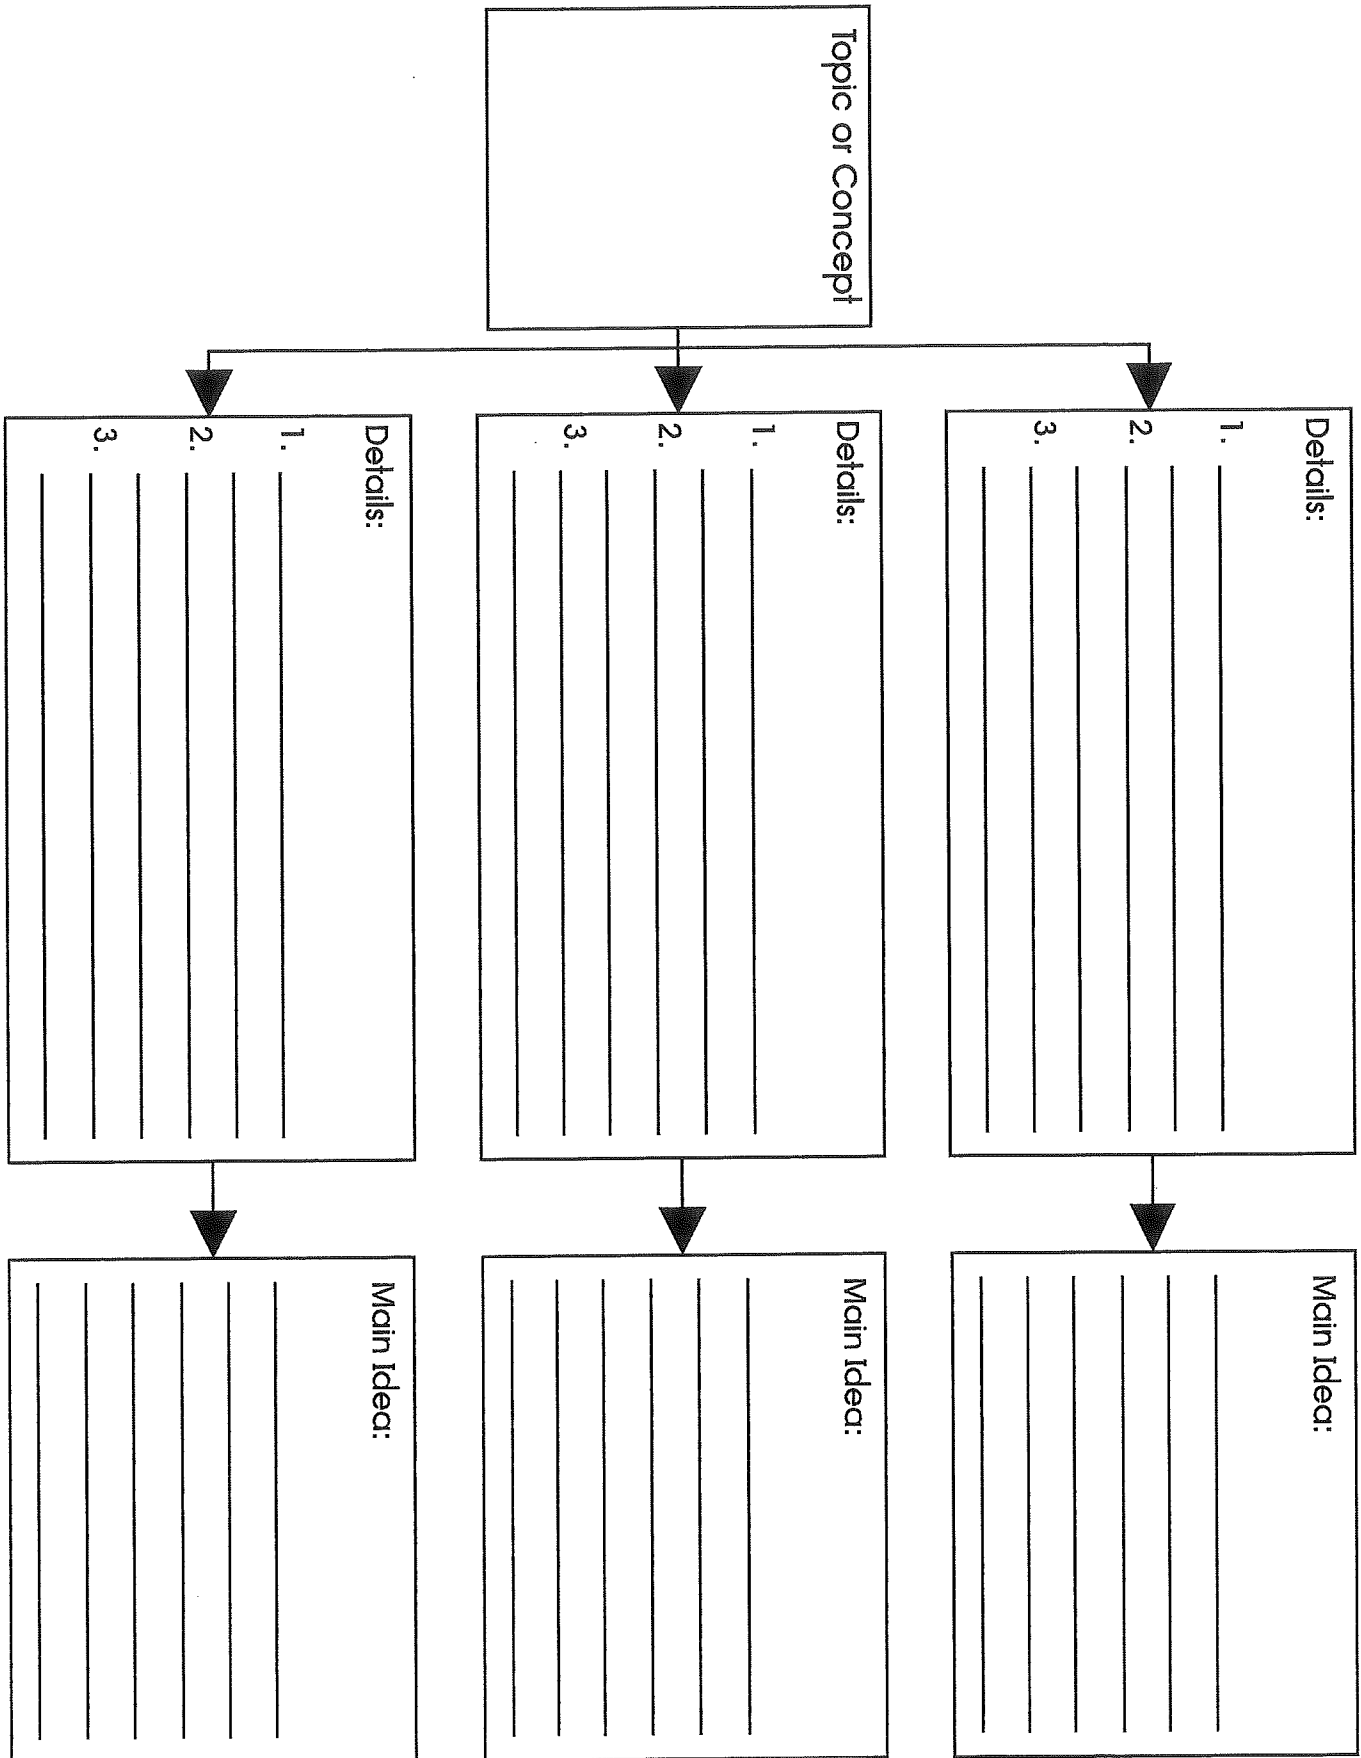 Topic or Concept
Details:
1.
2.
3.
Main Idea:
Details:
1.
2.
3.
Main Idea:
Details:
1.
2.
3.
Main Idea: